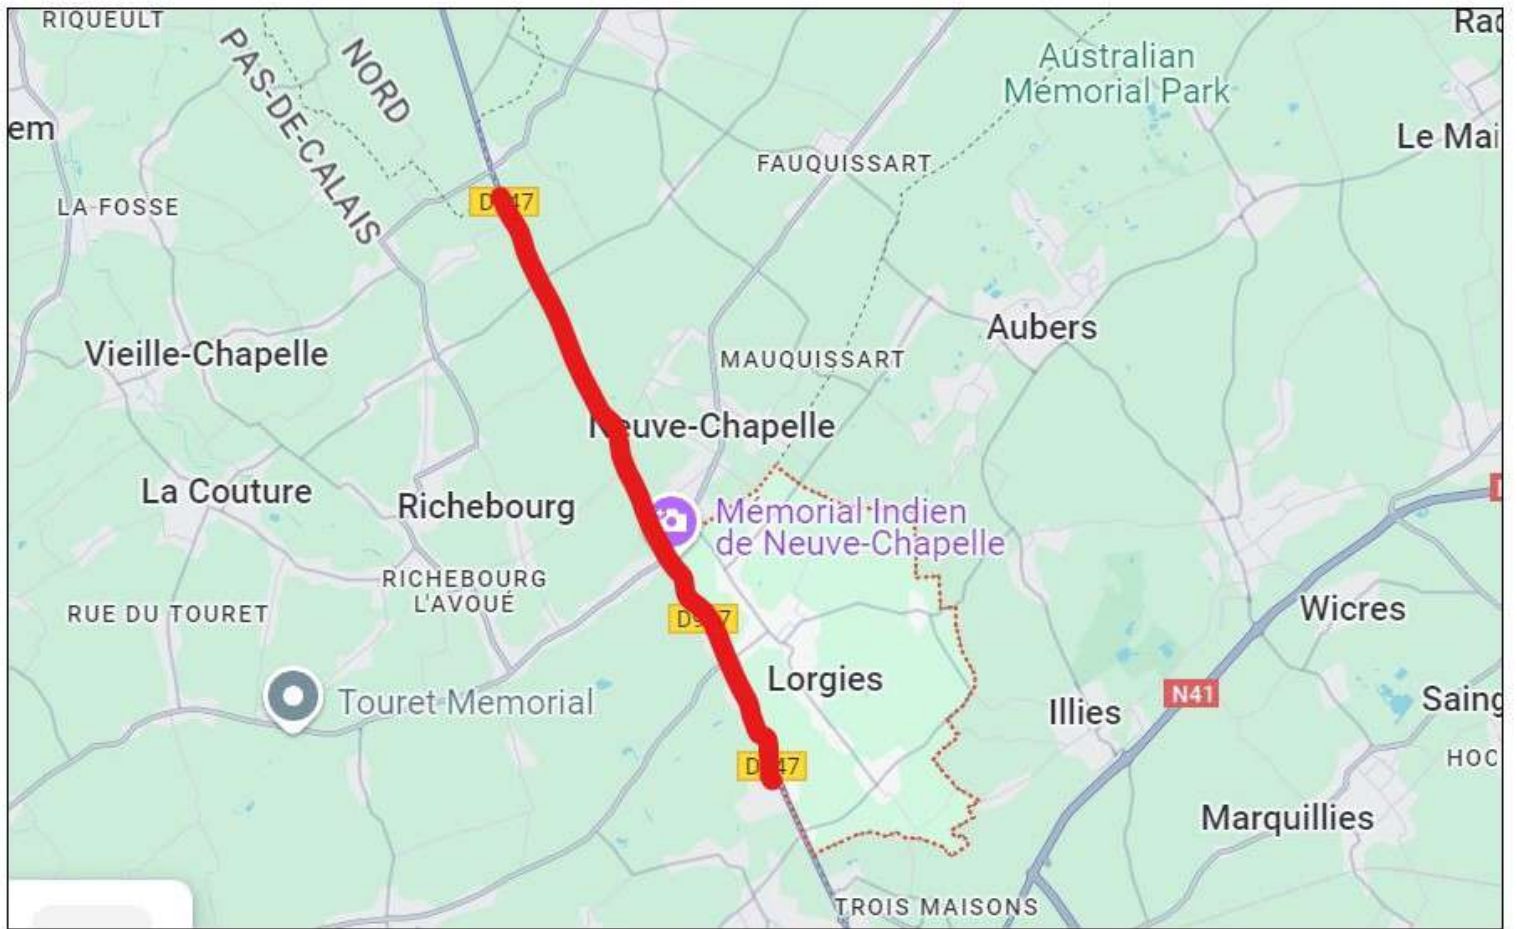 RIQUEULT
PAS-DE-CALAIS
NORD
Australian
Memorial Park
em
Le Mai
FAUQUISSART
LA FOSSE
Vieille-Chapelle
Aubers
MAUQUISSART
Neuve-Chapelle
La Couture
Richebourg
Mémorial Indien
de Neuve-Chapelle
RICHEBOURG
L'AVOUÉ
RUE DU TOURET
Wicres
Lorgies
Touret Memorial
N41
Illies
Saing
HOC
Marquillies
TROIS MAISONS